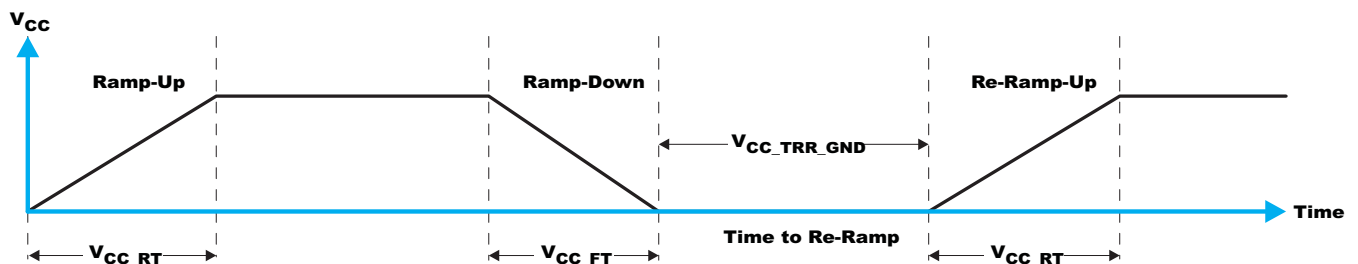 VCC
Ramp-Up
Ramp-Down
Re-Ramp-Up
VCC_TRR_GND
Time
Time to Re-Ramp
VCC_RT
VCC_FT
VCC_RT